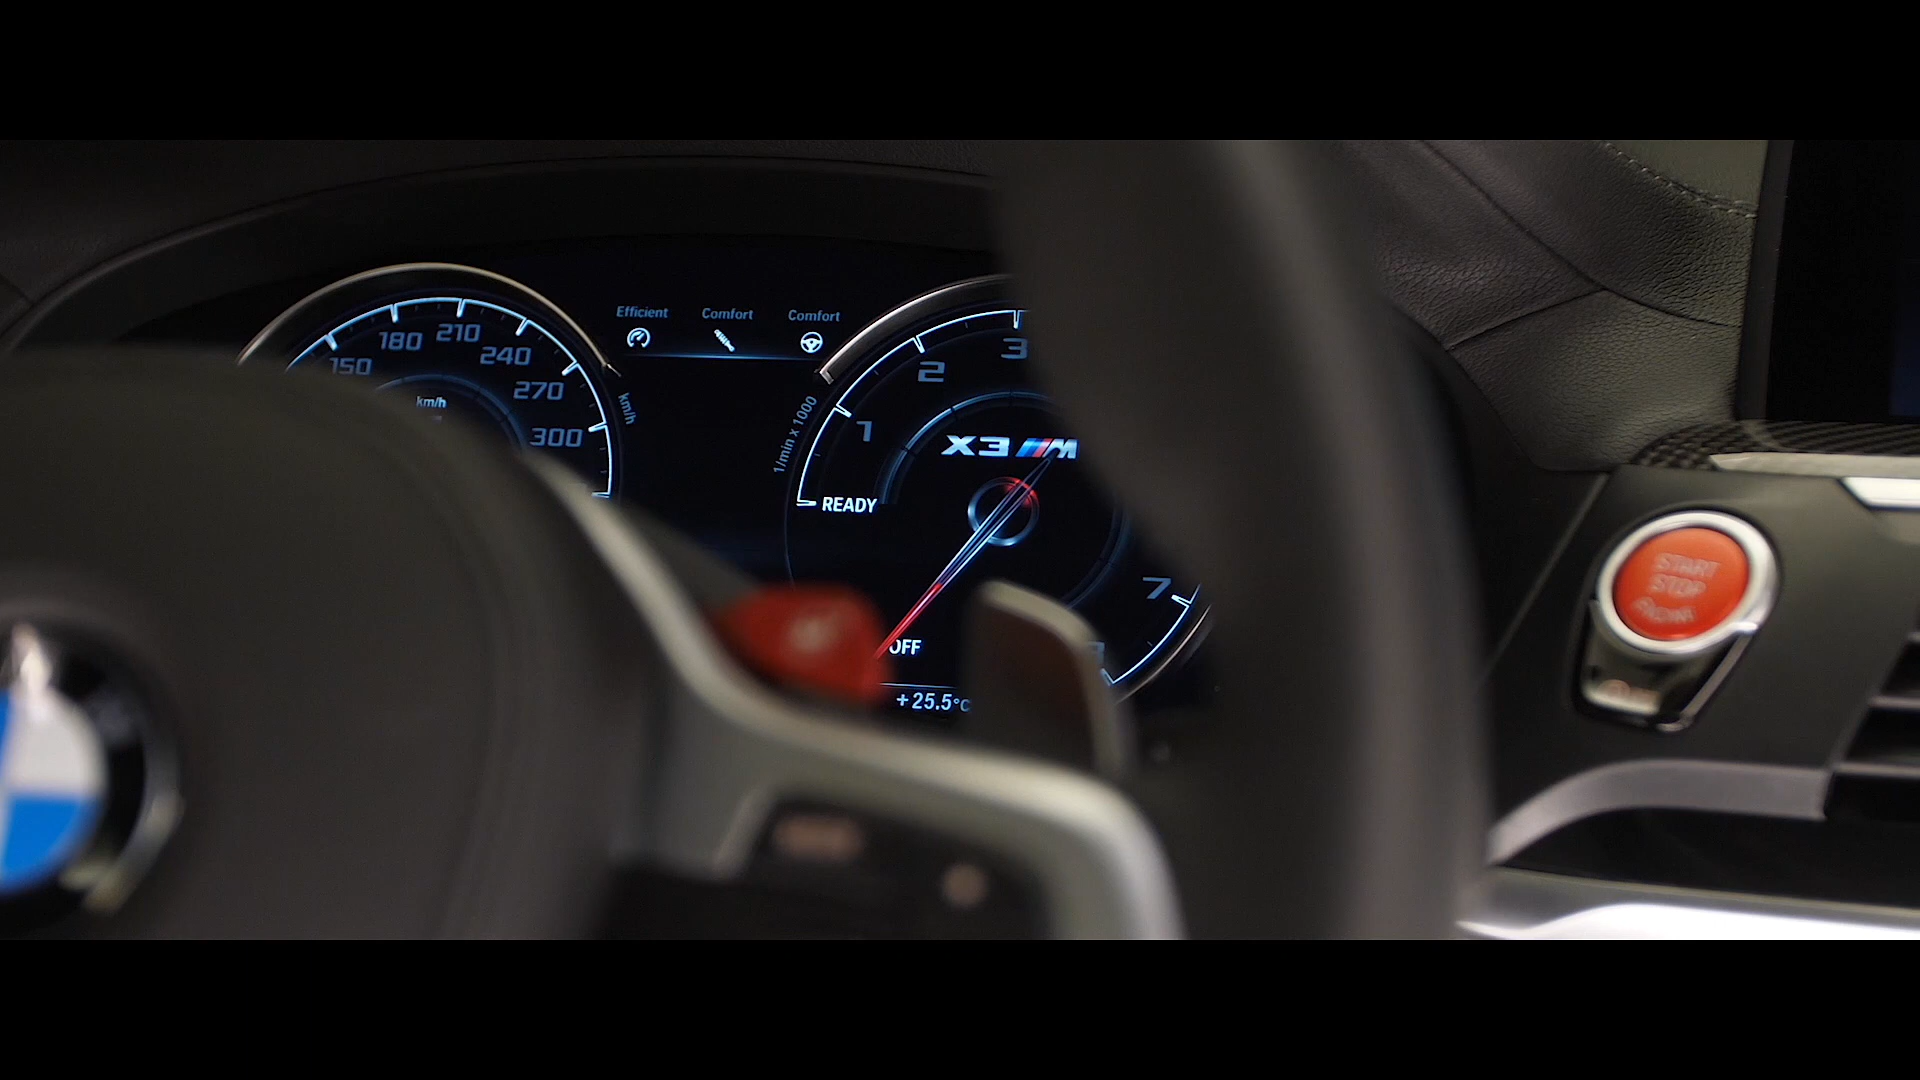 Efficient Comfort Comfort
150 180 210 240 270 300
km/h
km/h
1/min x 1000
1 2 3
X3 M
READY
7
OFF
+25.5°C
START
STOP